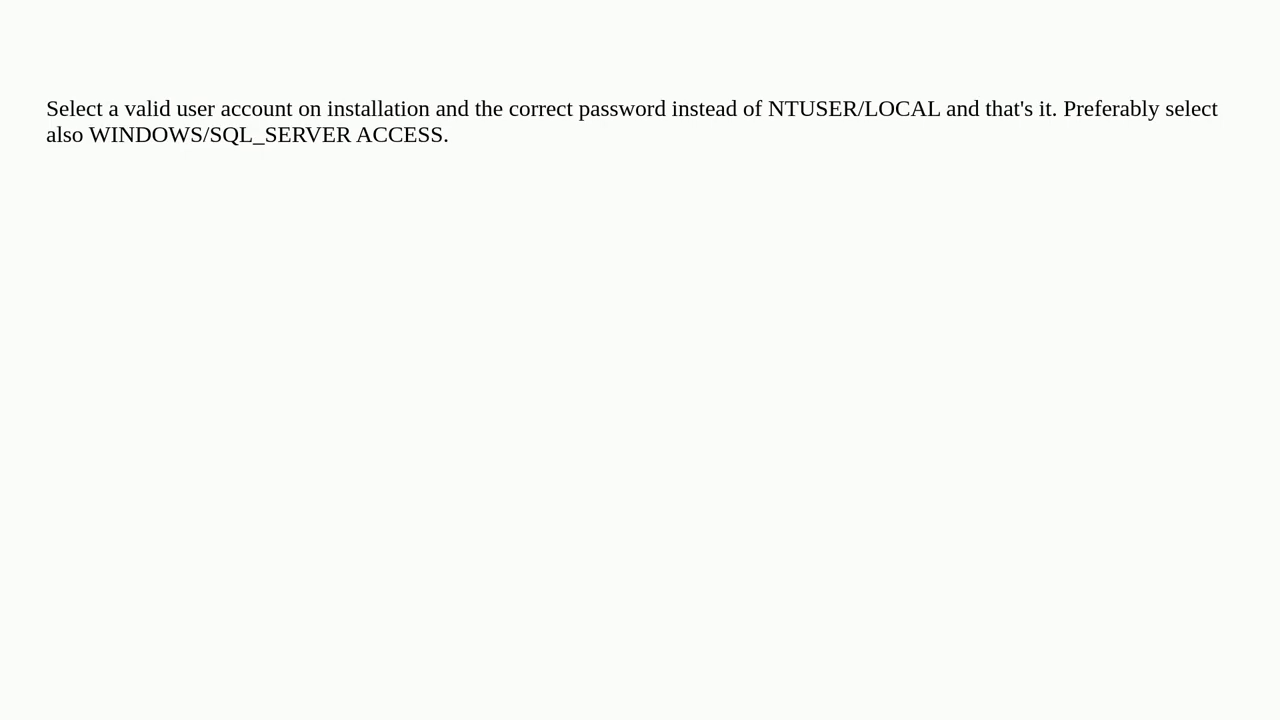 Select a valid user account on installation and the correct password instead of NTUSER/LOCAL and that's it. Preferably select
also WINDOWS/SQL_SERVER ACCESS.